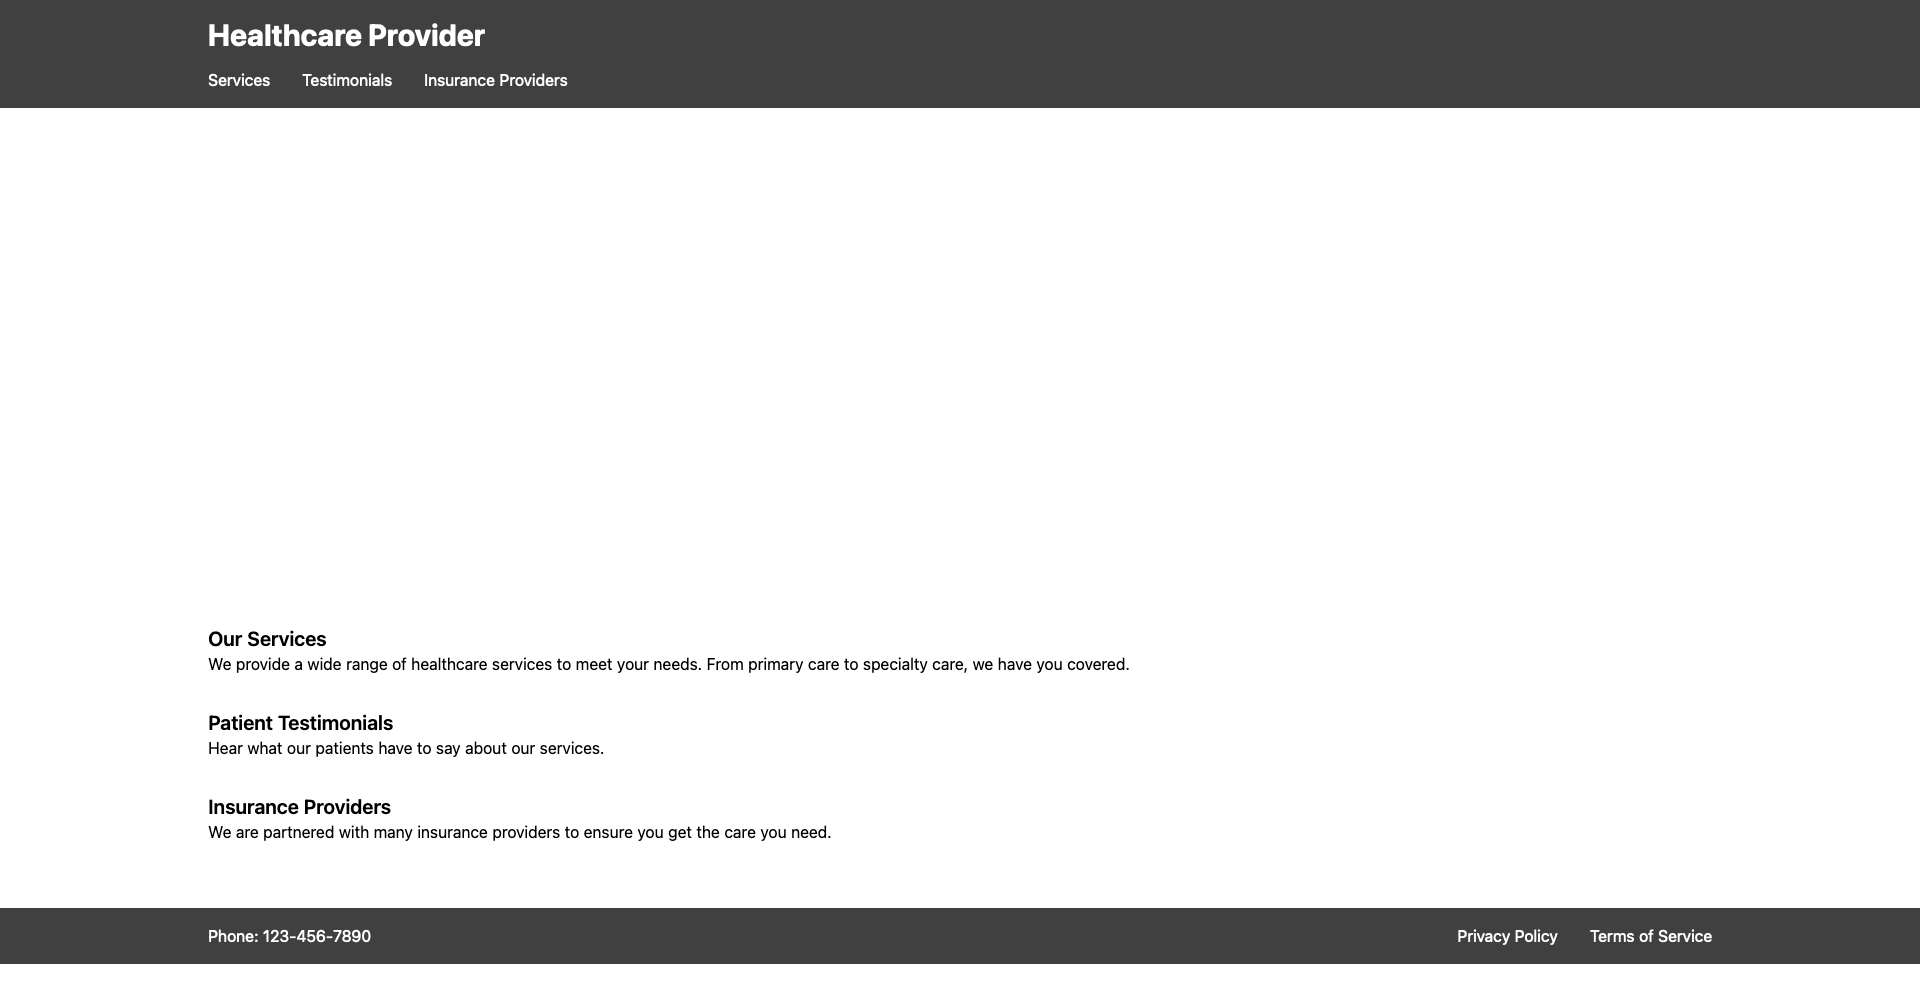 Healthcare Provider
Services Testimonials Insurance Providers
Our Services
We provide a wide range of healthcare services to meet your needs. From primary care to specialty care, we have you covered.
Patient Testimonials
Hear what our patients have to say about our services.
Insurance Providers
We are partnered with many insurance providers to ensure you get the care you need.
Phone: 123-456-7890 Privacy Policy Terms of Service